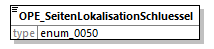 OPE_SeitenLokalisationSchluessel
type enum_0050